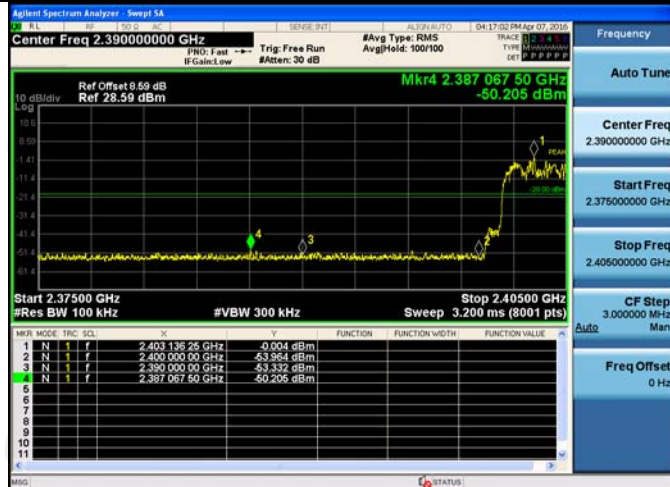 Agilent Spectrum Analyzer - Swept SA
RL RF 50 Ω AC SENSE:INT ALIGNAUTO 04:17:02 PM Apr 07, 2016
Center Freq 2.390000000 GHz
PNO: Fast
IFGain:Low
Trig: Free Run
#Atten: 30 dB
#Avg Type: RMS
Avg|Hold: 100/100
TRACE 1 2 3 4 5 6
TYPE MWWWWW
DET P P P P P P
Ref Offset 8.59 dB
10 dB/div Ref 28.59 dBm
Log
Mkr4 2.387 067 50 GHz
-50.205 dBm
-1.41
-11.4
-21.4
-31.4
-41.4
-51.4
-61.4
1
PEAK
-20.00 dBm
4
3
2
Start 2.37500 GHz
Stop 2.40500 GHz
#Res BW 100 kHz #VBW 300 kHz Sweep 3.200 ms (8001 pts)
MKR MODE TRC SCL X Y FUNCTION FUNCTION WIDTH FUNCTION VALUE
1 N 1 f 2.403 136 25 GHz -0.004 dBm
2 N 1 f 2.400 000 00 GHz -53.964 dBm
3 N 1 f 2.390 000 00 GHz -53.332 dBm
4 N 1 f 2.387 067 50 GHz -50.205 dBm
5
6
7
8
9
10
11
MSG STATUS
Frequency
Auto Tune
Center Freq
2.390000000 GHz
Start Freq
2.375000000 GHz
Stop Freq
2.405000000 GHz
CF Step
3.000000 MHz
Auto Man
Freq Offset
0 Hz